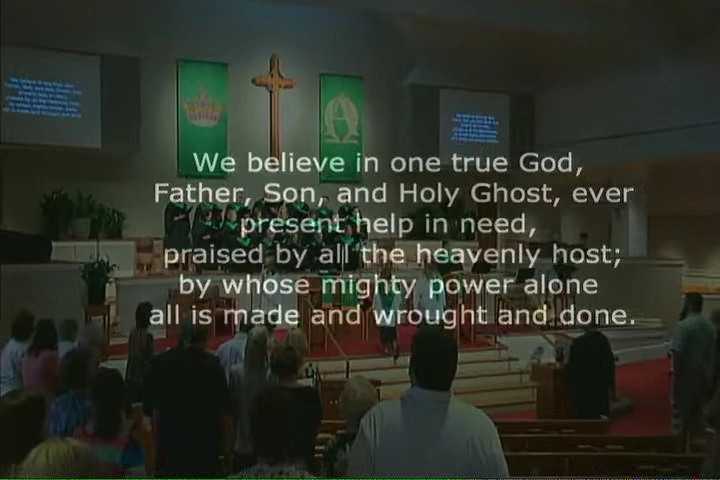 We believe in one true God,
Father, Son, and Holy Ghost, ever
present help in need,
praised by all the heavenly host;
by whose mighty power alone
all is made and wrought and done.